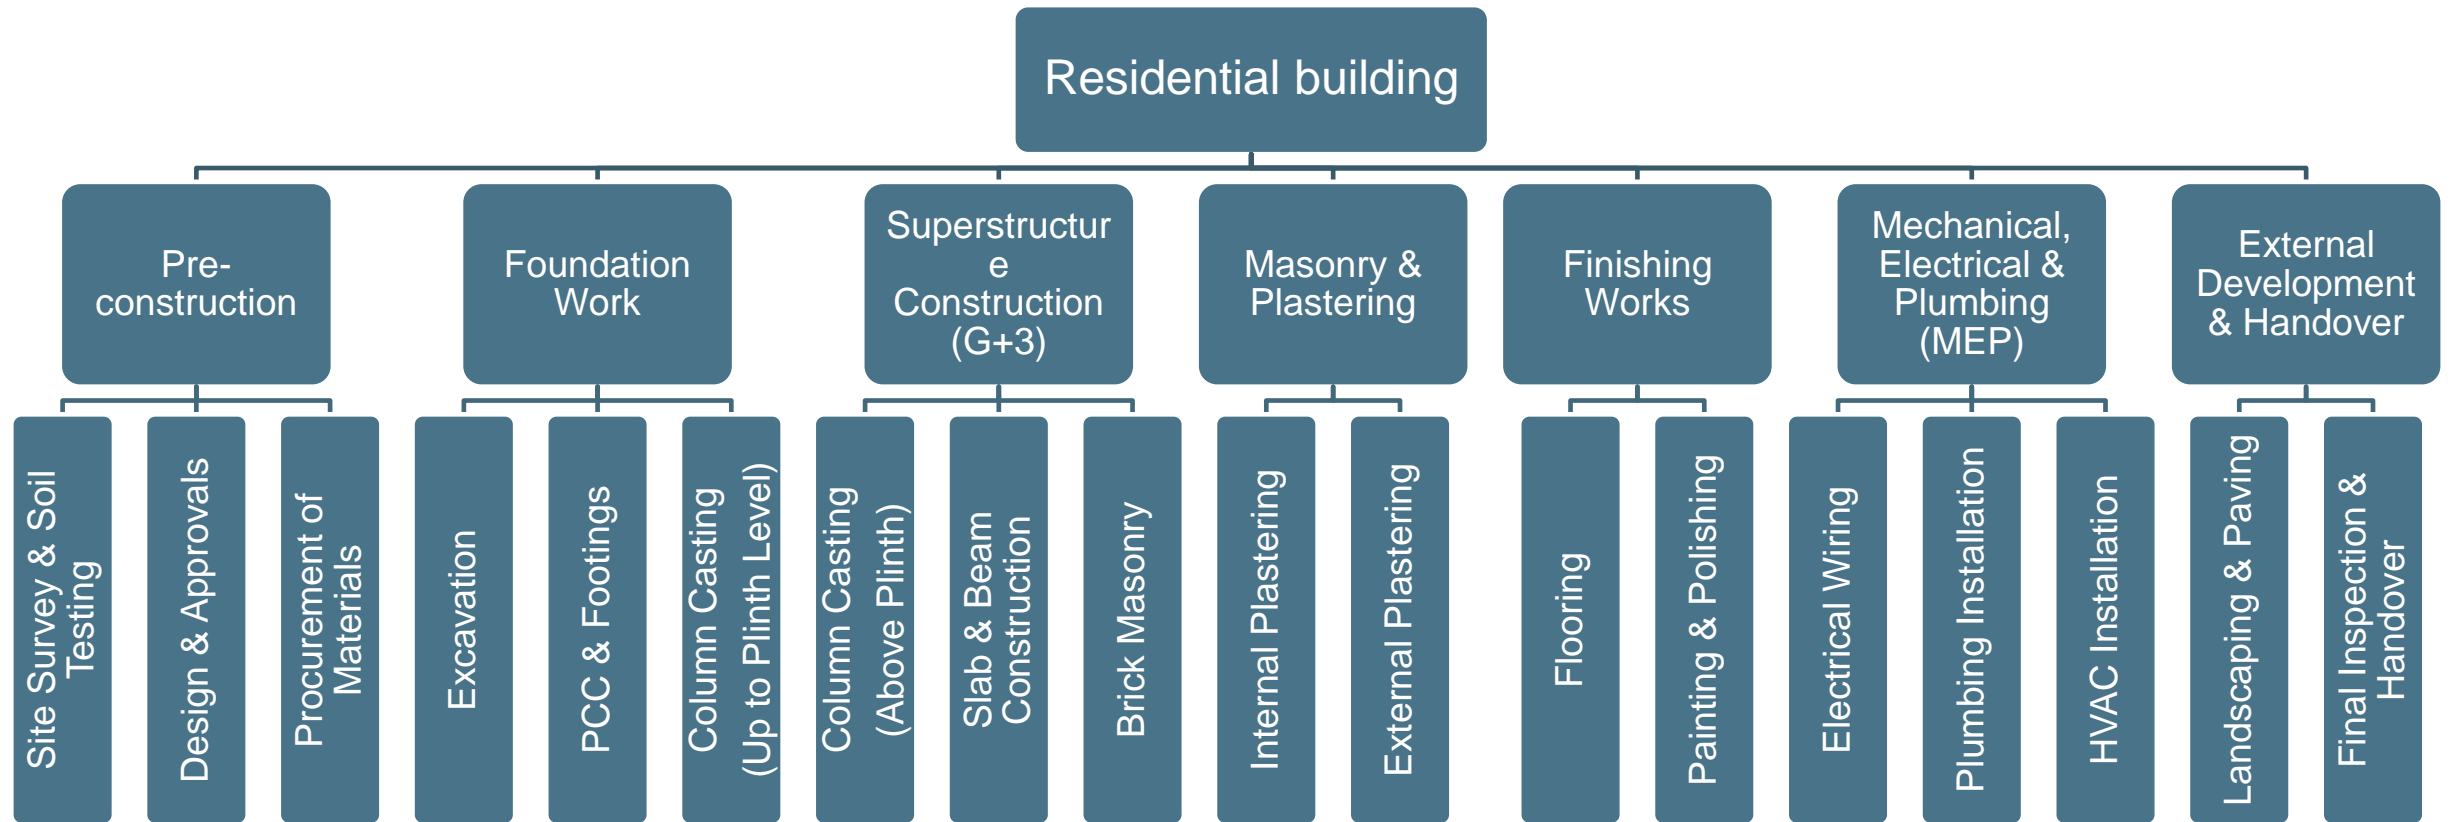 Residential building
Pre-
construction
Foundation
Work
Superstructur
e
Construction
(G+3)
Masonry &
Plastering
Finishing
Works
Mechanical,
Electrical &
Plumbing
(MEP)
External
Development
& Handover
Site Survey & Soil
Testing
Design & Approvals
Procurement of
Materials
Excavation
PCC & Footings
Column Casting
(Up to Plinth Level)
Column Casting
(Above Plinth)
Slab & Beam
Construction
Brick Masonry
Internal Plastering
External Plastering
Flooring
Painting & Polishing
Electrical Wiring
Plumbing Installation
HVAC Installation
Landscaping & Paving
Final Inspection &
Handover